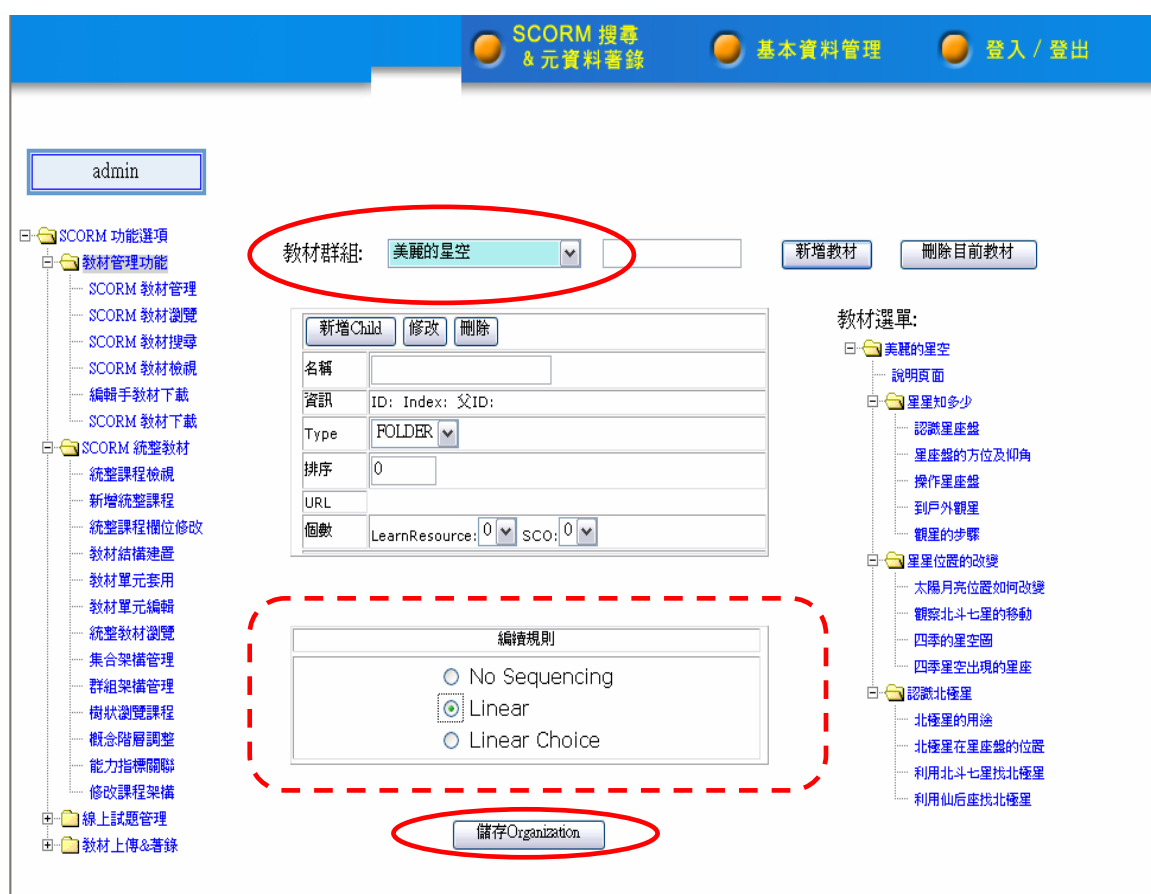 SCORM 搜尋
& 元資料著錄
基本資料管理
登入 / 登出
admin
SCORM 功能選項
教材管理功能
SCORM 教材管理
SCORM 教材瀏覽
SCORM 教材搜尋
SCORM 教材檢視
編輯手教材下載
SCORM 教材下載
SCORM 統整教材
統整課程檢視
新增統整課程
統整課程欄位修改
教材結構建置
教材單元套用
教材單元編輯
統整教材瀏覽
集合架構管理
群組架構管理
樹狀瀏覽課程
概念階層調整
能力指標關聯
修改課程架構
線上試題管理
教材上傳&著錄
教材群組: 美麗的星空 新增教材 刪除目前教材
新增Child 修改 刪除
名稱
資訊 ID: Index: 父ID:
Type FOLDER
排序 0
URL
個數 LearnResource: 0 SCO: 0
編續規則
No Sequencing
Linear
Linear Choice
儲存Organization
教材選單:
美麗的星空
說明頁面
星星知多少
認識星座盤
星座盤的方位及仰角
操作星座盤
到戶外觀星
觀星的步驟
星星位置的改變
太陽月亮位置如何改變
觀察北斗七星的移動
四季的星空圖
四季星空出現的星座
認識北極星
北極星的用途
北極星在星座盤的位置
利用北斗七星找北極星
利用仙后座找北極星